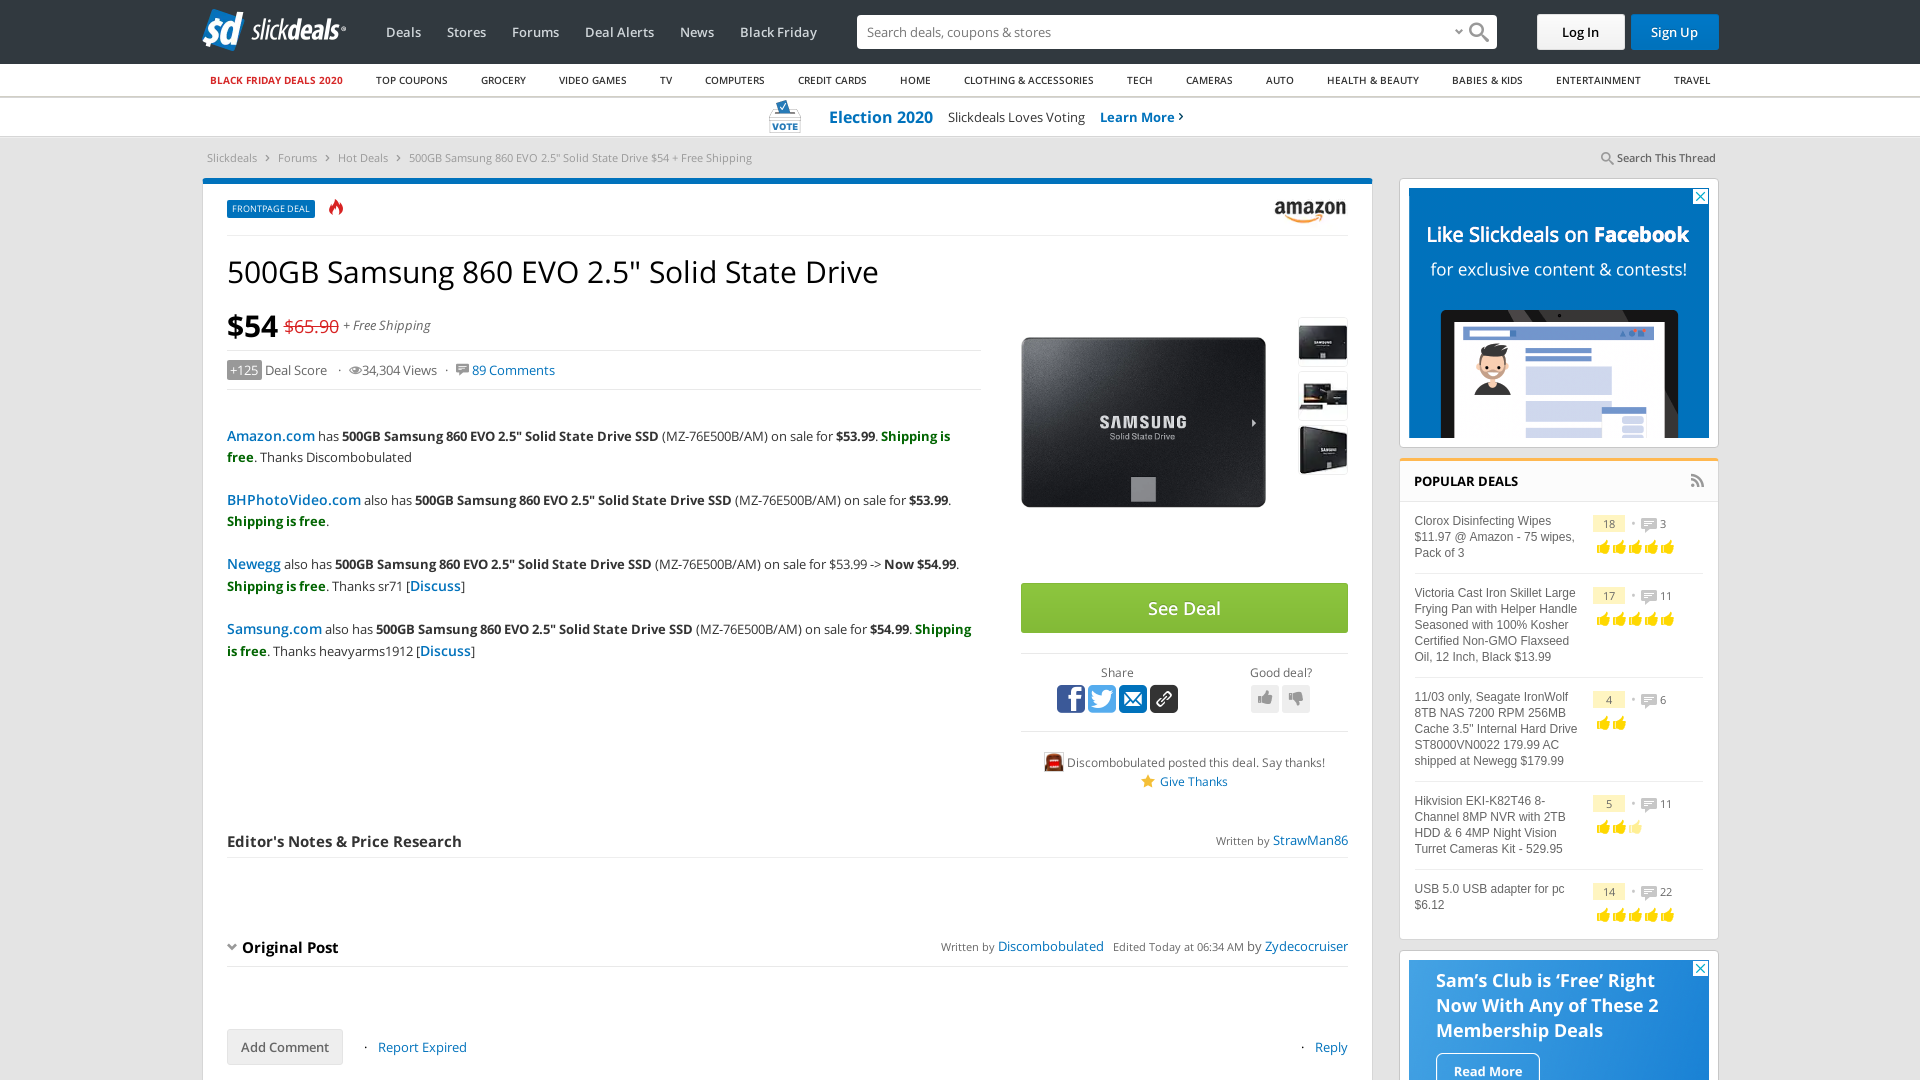 sd slickdeals
Deals Stores Forums Deal Alerts News Black Friday
Search deals, coupons & stores
Log In
Sign Up
BLACK FRIDAY DEALS 2020 TOP COUPONS GROCERY VIDEO GAMES TV COMPUTERS CREDIT CARDS HOME CLOTHING & ACCESSORIES TECH CAMERAS AUTO HEALTH & BEAUTY BABIES & KIDS ENTERTAINMENT TRAVEL
VOTE
Election 2020 Slickdeals Loves Voting Learn More
Slickdeals Forums Hot Deals 500GB Samsung 860 EVO 2.5" Solid State Drive $54 + Free Shipping
Search This Thread
FRONTPAGE DEAL
amazon
500GB Samsung 860 EVO 2.5" Solid State Drive
$54 $65.90 + Free Shipping
+125 Deal Score · 34,304 Views · 89 Comments
Amazon.com has 500GB Samsung 860 EVO 2.5" Solid State Drive SSD (MZ-76E500B/AM) on sale for $53.99. Shipping is
free. Thanks Discombobulated
BHPhotoVideo.com also has 500GB Samsung 860 EVO 2.5" Solid State Drive SSD (MZ-76E500B/AM) on sale for $53.99.
Shipping is free.
Newegg also has 500GB Samsung 860 EVO 2.5" Solid State Drive SSD (MZ-76E500B/AM) on sale for $53.99 -> Now $54.99.
Shipping is free. Thanks sr71 [Discuss]
Samsung.com also has 500GB Samsung 860 EVO 2.5" Solid State Drive SSD (MZ-76E500B/AM) on sale for $54.99. Shipping
is free. Thanks heavyarms1912 [Discuss]
SAMSUNG
Solid State Drive
See Deal
Share
Good deal?
Discombobulated posted this deal. Say thanks!
Give Thanks
Editor's Notes & Price Research
Written by StrawMan86
Original Post
Written by Discombobulated Edited Today at 06:34 AM by Zydecocruiser
Add Comment
· Report Expired
· Reply
Like Slickdeals on Facebook
for exclusive content & contests!
POPULAR DEALS
Clorox Disinfecting Wipes
$11.97 @ Amazon - 75 wipes,
Pack of 3
18 • 3
Victoria Cast Iron Skillet Large
Frying Pan with Helper Handle
Seasoned with 100% Kosher
Certified Non-GMO Flaxseed
Oil, 12 Inch, Black $13.99
17 • 11
11/03 only, Seagate IronWolf
8TB NAS 7200 RPM 256MB
Cache 3.5" Internal Hard Drive
ST8000VN0022 179.99 AC
shipped at Newegg $179.99
4 • 6
Hikvision EKI-K82T46 8-
Channel 8MP NVR with 2TB
HDD & 6 4MP Night Vision
Turret Cameras Kit - 529.95
5 • 11
USB 5.0 USB adapter for pc
$6.12
14 • 22
Sam's Club is 'Free' Right
Now With Any of These 2
Membership Deals
Read More